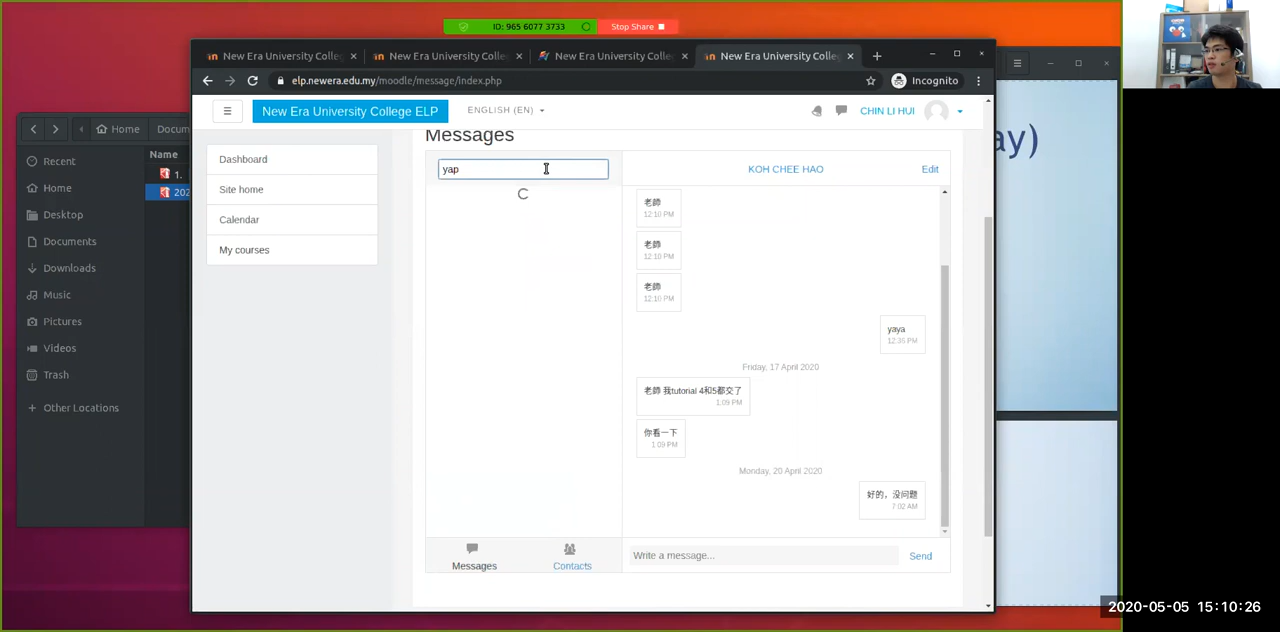 ID: 965 6077 3733
Stop Share
New Era University Colle
New Era University Colle
New Era University Colle
New Era University Colle
elp.newera.edu.my/moodle/message/index.php
Incognito
New Era University College ELP
ENGLISH (EN)
CHIN LI HUI
ay)
Home
Docum
Name
1.
202
Recent
Home
Desktop
Documents
Downloads
Music
Pictures
Videos
Trash
Other Locations
Dashboard
Site home
Calendar
My courses
Messages
yap
KOH CHEE HAO
Edit
老師
12:10 PM
老師
12:10 PM
老師
12:10 PM
yaya
12:36 PM
Friday, 17 April 2020
老師 我tutorial 4和5都交了
1:09 PM
你看一下
1:09 PM
Monday, 20 April 2020
好的，没问题
7:02 AM
Messages
Contacts
Write a message...
Send
2020-05-05 15:10:26